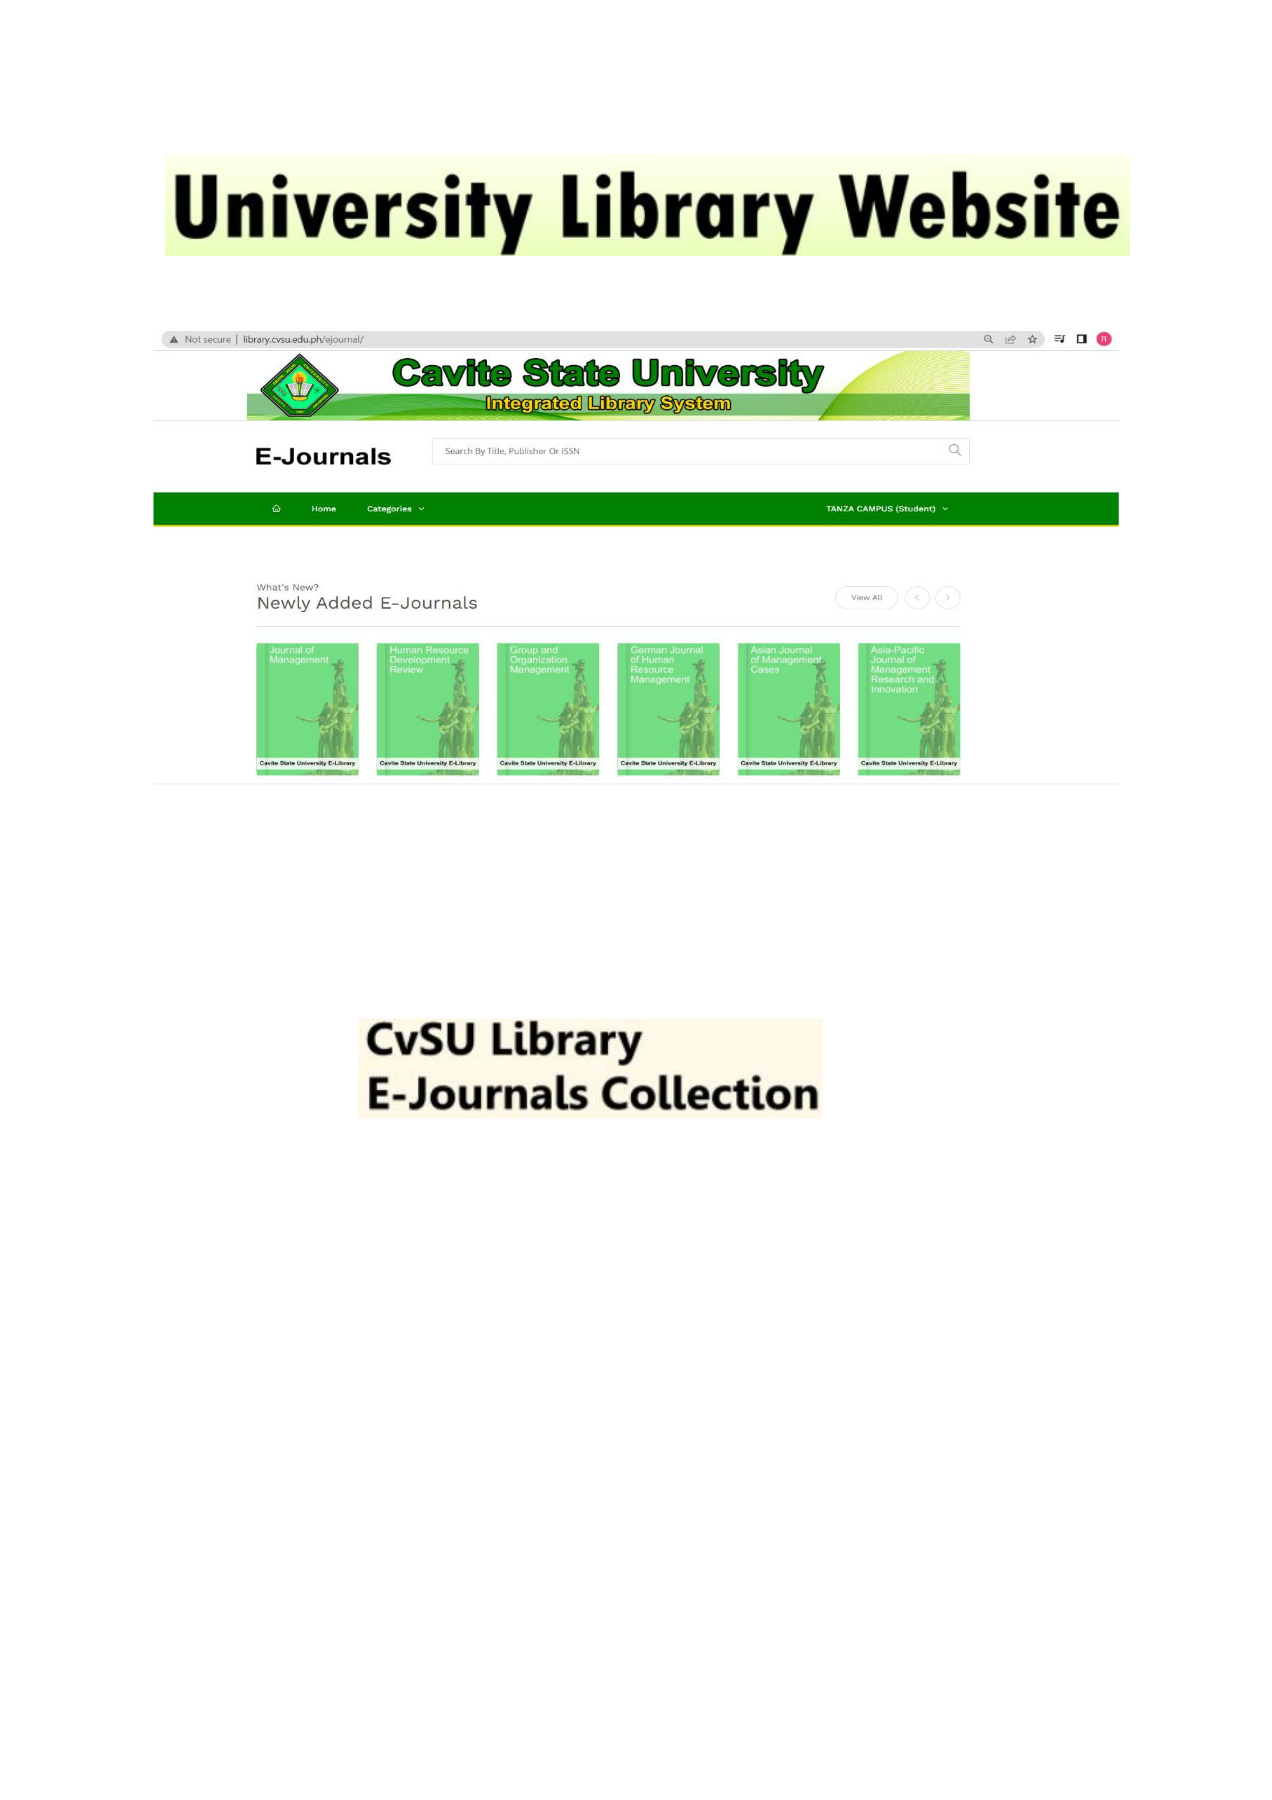 University Library Website
Not secure | library.cvsu.edu.ph/ejournal/
R
Cavite State University
Integrated Library System
E-Journals
Search By Title, Publisher Or ISSN
Home
Categories
TANZA CAMPUS (Student)
What's New?
Newly Added E-Journals
View All
Journal of
Management
Cavite State University E-Library
Human Resource
Development
Review
Cavite State University E-Library
Group and
Organization
Management
Cavite State University E-Library
German Journal
of Human
Resource
Management
Cavite State University E-Library
Asian Journal
of Management
Cases
Cavite State University E-Library
Asia-Pacific
Journal of
Management
Research and
Innovation
Cavite State University E-Library
CvSU Library
E-Journals Collection